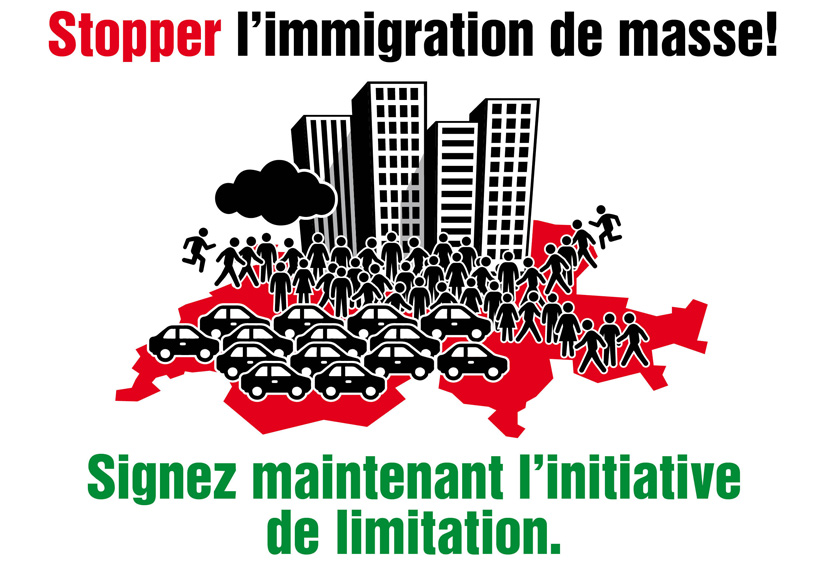 Stopper l’immigration de masse!
Signez maintenant l’initiative
de limitation.